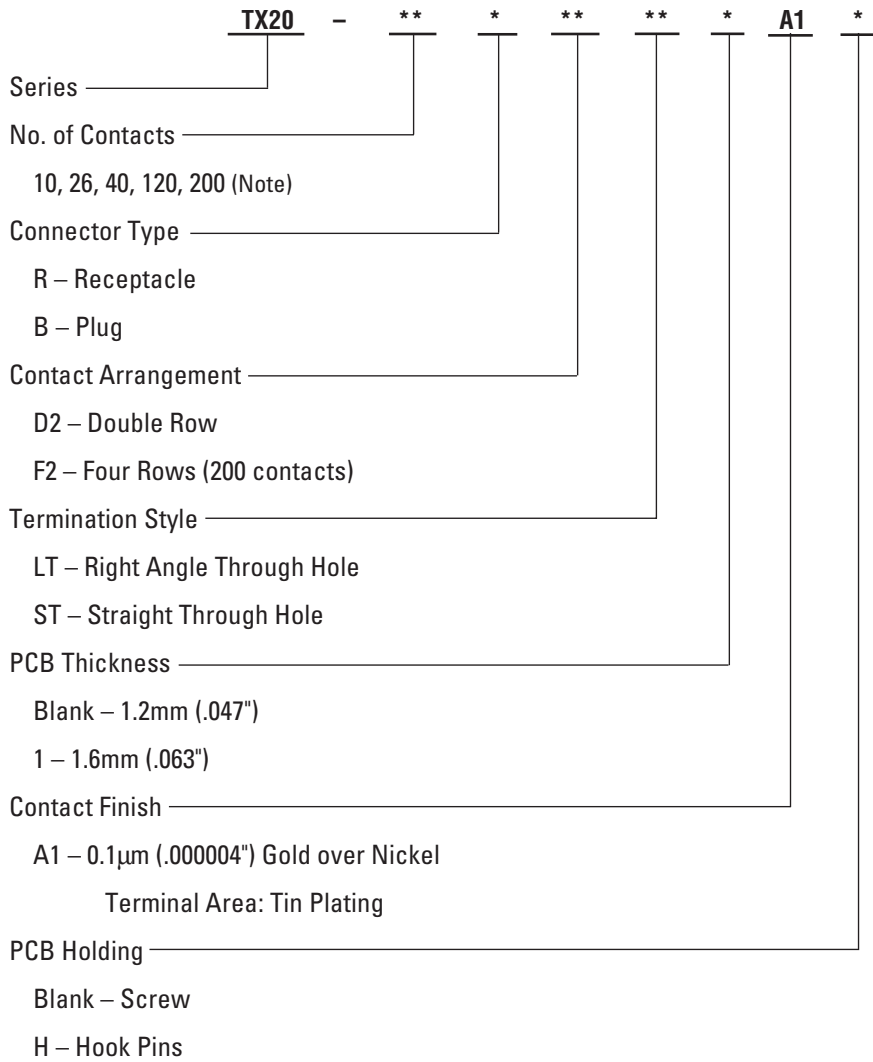 TX20 – ** * ** ** * A1 *
Series
No. of Contacts
10, 26, 40, 120, 200 (Note)
Connector Type
R – Receptacle
B – Plug
Contact Arrangement
D2 – Double Row
F2 – Four Rows (200 contacts)
Termination Style
LT – Right Angle Through Hole
ST – Straight Through Hole
PCB Thickness
Blank – 1.2mm (.047")
1 – 1.6mm (.063")
Contact Finish
A1 – 0.1µm (.000004") Gold over Nickel
Terminal Area: Tin Plating
PCB Holding
Blank – Screw
H – Hook Pins